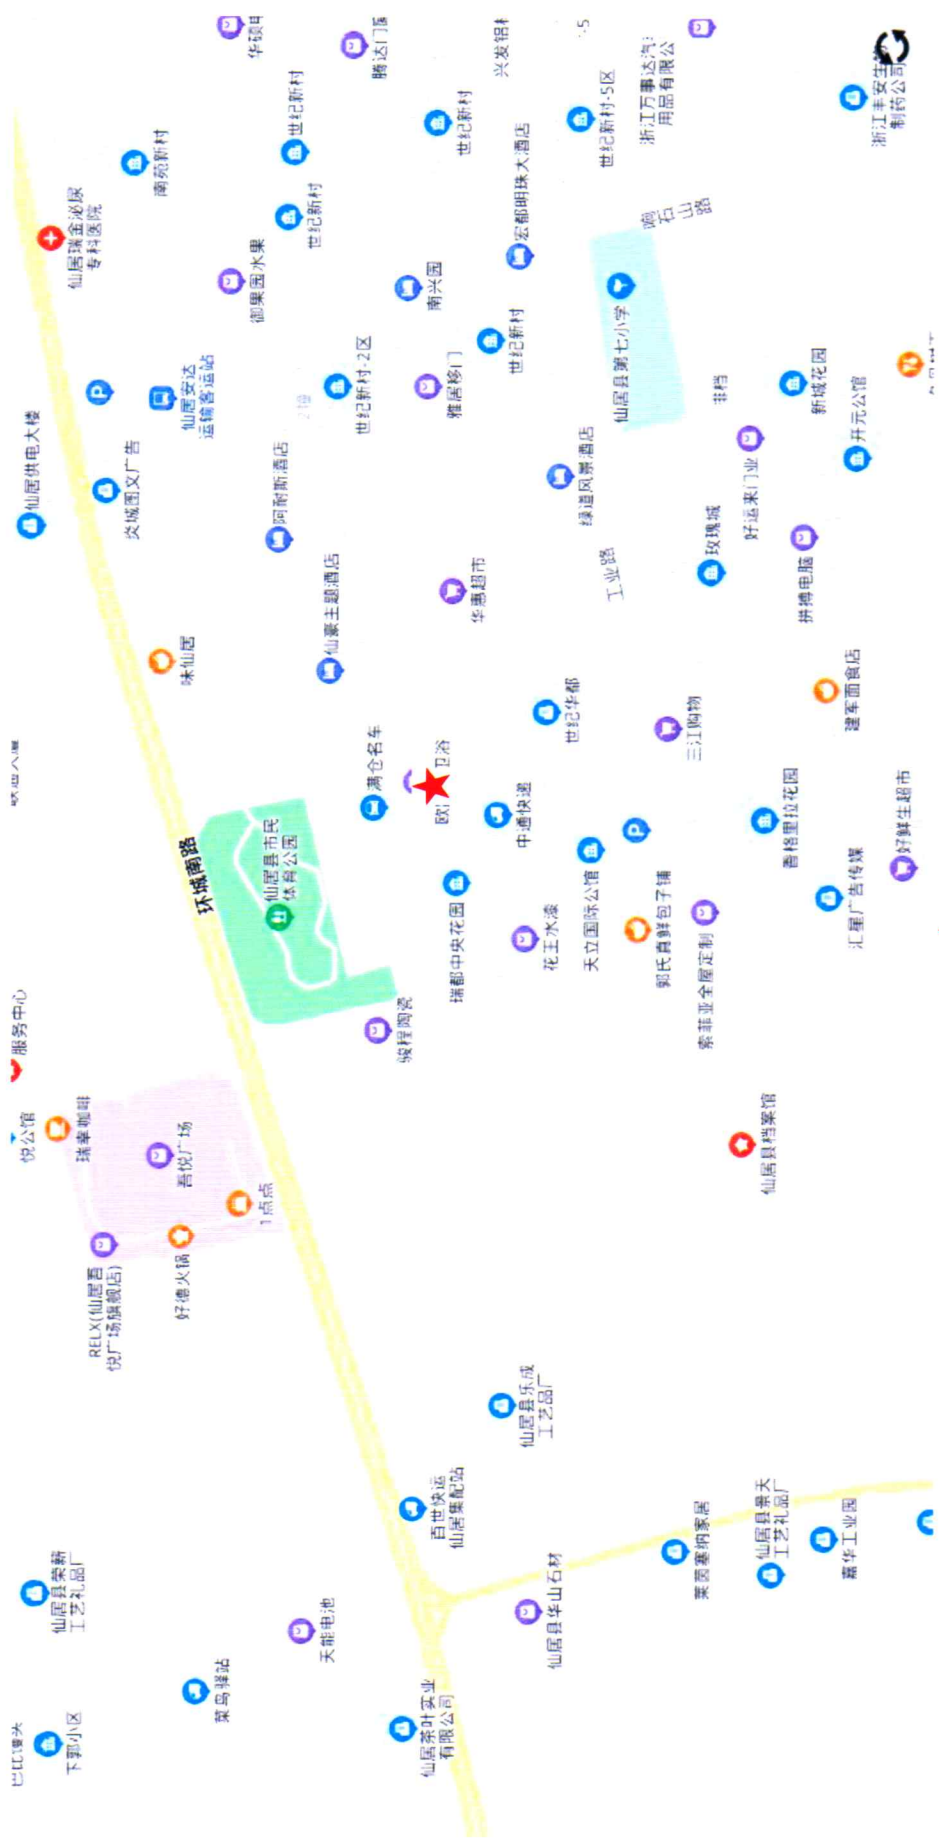 巴比馒头
下郭小区
仙居县荣新
工艺礼品厂
菜鸟驿站
天能电池
仙居茶叶实业
有限公司
百世快运
仙居集配站
仙居县华山石材
仙居县乐成
工艺品厂
莱茵塞纳家居
仙居县景天
工艺礼品厂
嘉华工业园
RELX(仙居吾
悦广场旗舰店)
好德火锅
1点点
吾悦广场
瑞幸咖啡
悦公馆
服务中心
环城南路
仙居县市民
体育公园
骏程陶瓷
瑞都中央花园
花王水漆
天立国际公馆
郭氏真鲜包子铺
索菲亚全屋定制
仙居县档案馆
满仓名车
欧
卫浴
中通快递
世纪华都
三江购物
香格里拉花园
汇星广告传媒
好鲜生超市
建军面食店
味仙居
仙豪主题酒店
华惠超市
工业路
玫瑰城
好运来门业
拼搏电脑
仙居供电大楼
炎城图文广告
阿耐斯酒店
绿道风景酒店
仙居安达
运输客运站
世纪新村-2区
雅居移门
世纪新村
仙居县第七小学
新城花园
开元公馆
仙居瑞金泌尿
专科医院
御果园水果
南兴园
宏都明珠大酒店
响石山路
南苑新村
世纪新村
世纪新村
世纪新村
世纪新村-5区
浙江万事达汽
用品有限公
浙江丰安生
制药公司
华硕电
腾达门
兴发铝
-5